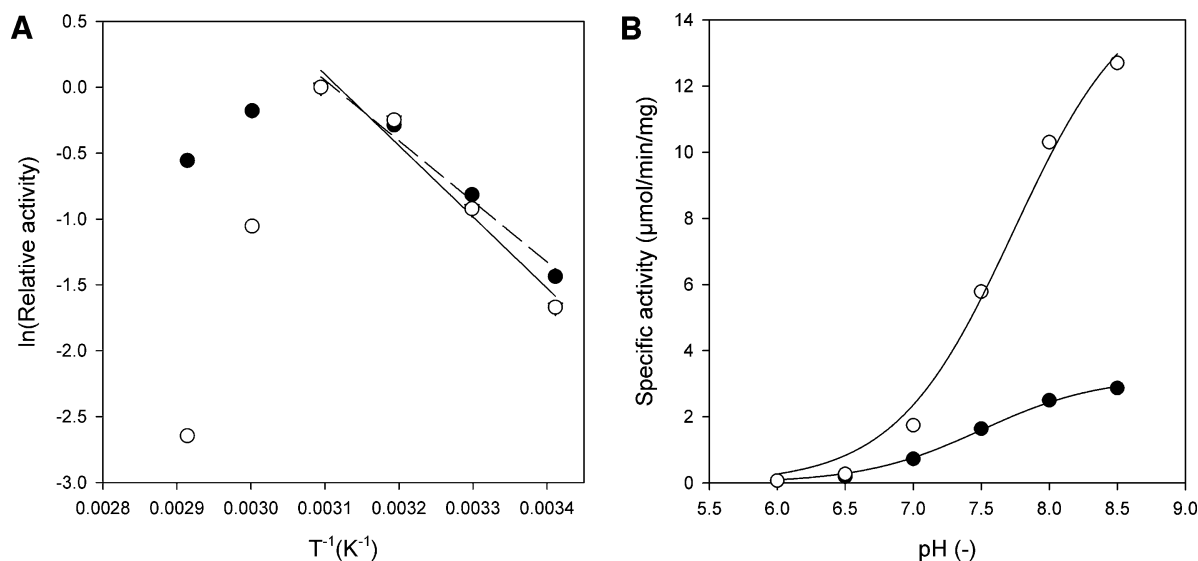 A
0.5
0.0
-0.5
-1.0
-1.5
-2.0
-2.5
-3.0
ln(Relative activity)
0.0028 0.0029 0.0030 0.0031 0.0032 0.0033 0.0034
T⁻¹(K⁻¹)
B
14
12
10
8
6
4
2
0
Specific activity (µmol/min/mg)
5.5 6.0 6.5 7.0 7.5 8.0 8.5 9.0
pH (-)